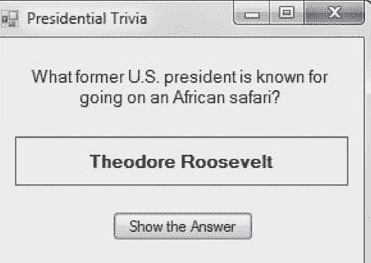 Presidential Trivia
What former U.S. president is known for
going on an African safari?
Theodore Roosevelt
Show the Answer